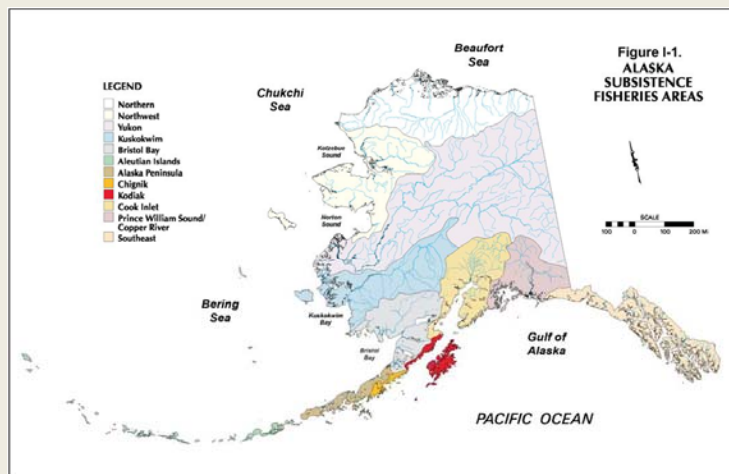 Figure I-1.
ALASKA
SUBSISTENCE
FISHERIES AREAS
Beaufort
Sea
Chukchi
Sea
LEGEND
Northern
Northwest
Yukon
Kuskokwim
Bristol Bay
Aleutian Islands
Alaska Peninsula
Chignik
Kodiak
Cook Inlet
Prince William Sound/
Copper River
Southeast
Kotzebue
Sound
Norton
Sound
SCALE
100 0 100 200 Mi
Bering
Sea
Kuskokwim
Bay
Bristol
Bay
Gulf of
Alaska
PACIFIC OCEAN